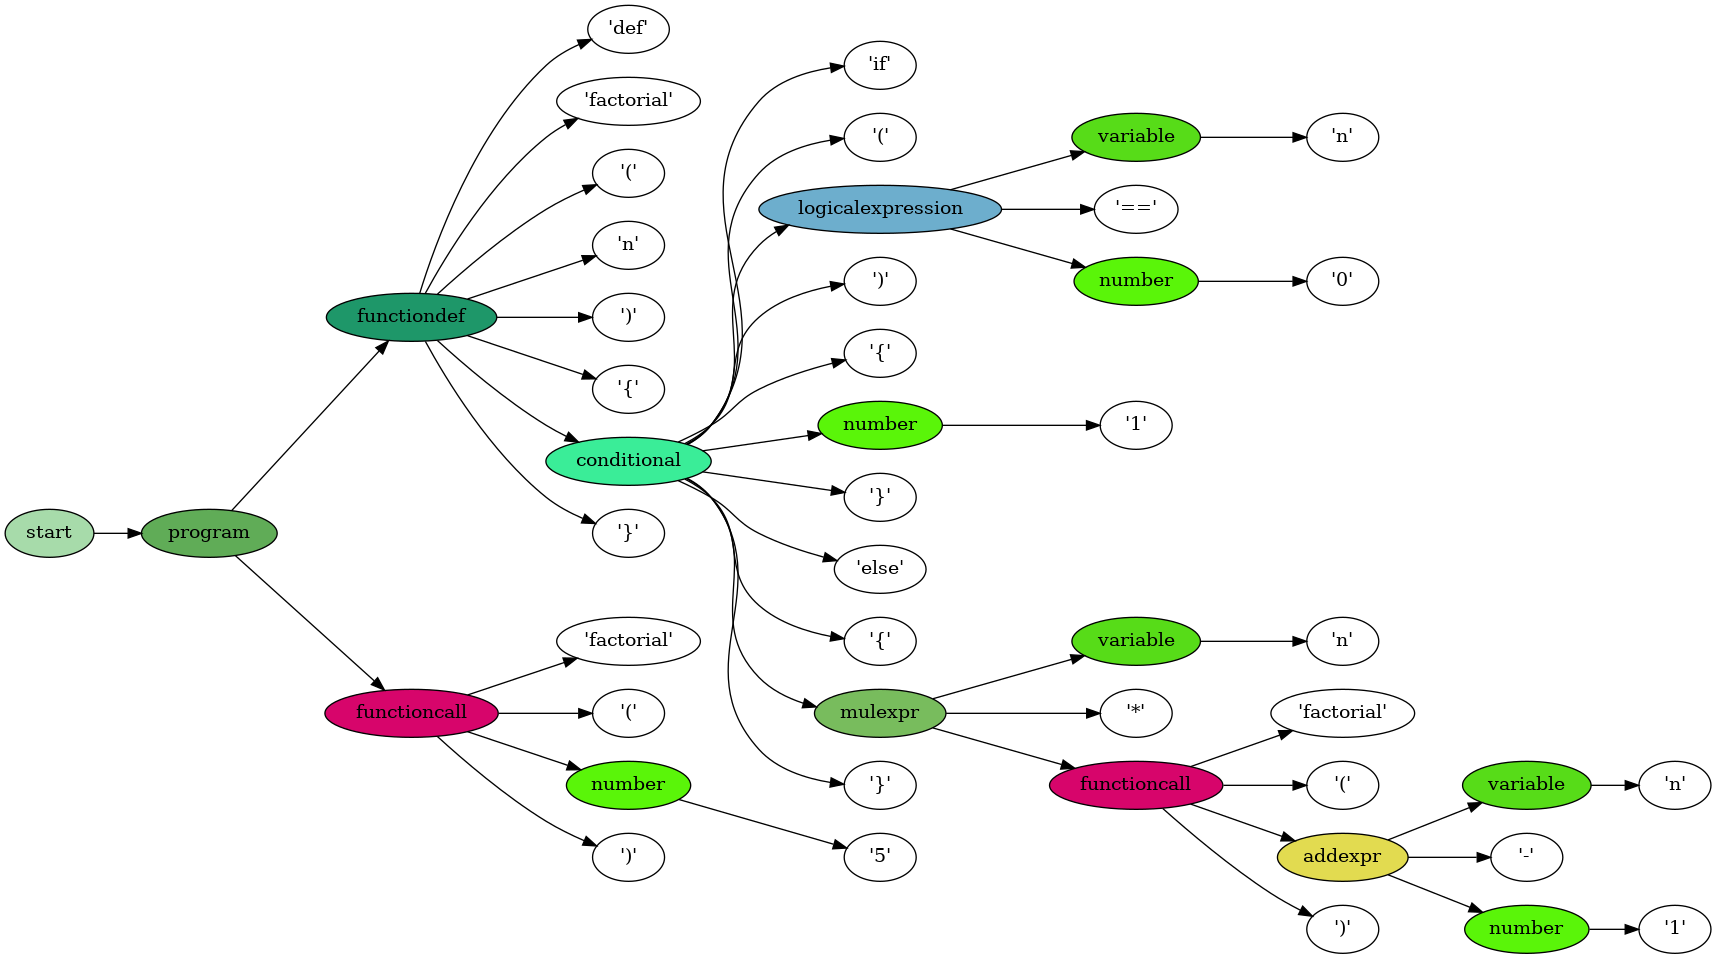 start
program
functiondef
'def'
'factorial'
'('
'n'
')'
'{'
conditional
'if'
'('
logicalexpression
variable
'n'
'=='
number
'0'
')'
'{'
number
'1'
'}'
'else'
'{'
mulexpr
variable
'n'
'*'
functioncall
'factorial'
'('
addexpr
variable
'n'
'-'
number
'1'
')'
'}'
'}'
functioncall
'factorial'
'('
number
'5'
')'